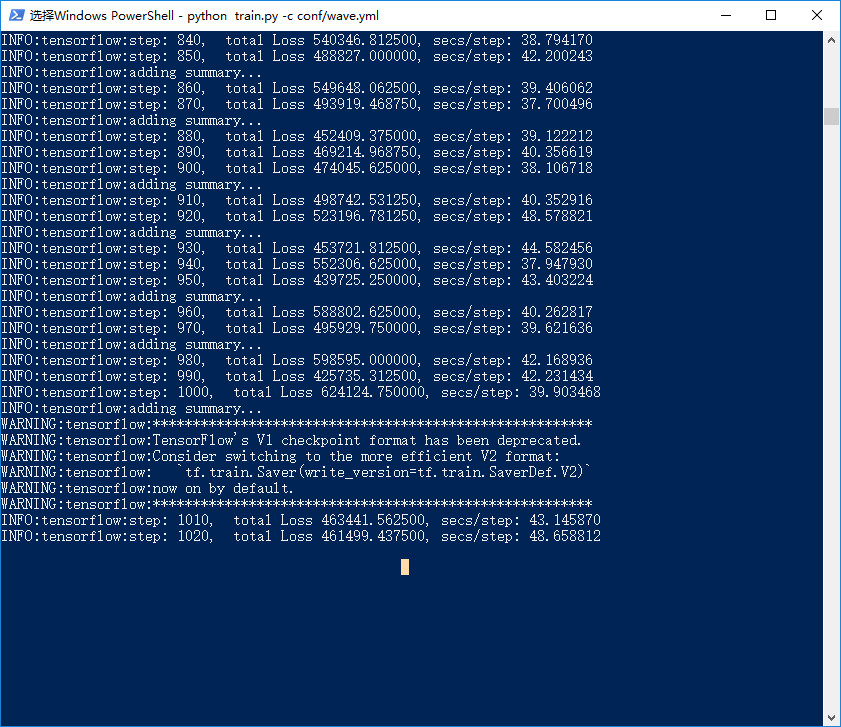 选择Windows PowerShell - python  train.py -c conf/wave.yml
INFO:tensorflow:step: 840,  total Loss 540346.812500, secs/step: 38.794170
INFO:tensorflow:step: 850,  total Loss 488827.000000, secs/step: 42.200243
INFO:tensorflow:adding summary...
INFO:tensorflow:step: 860,  total Loss 549648.062500, secs/step: 39.406062
INFO:tensorflow:step: 870,  total Loss 493919.468750, secs/step: 37.700496
INFO:tensorflow:adding summary...
INFO:tensorflow:step: 880,  total Loss 452409.375000, secs/step: 39.122212
INFO:tensorflow:step: 890,  total Loss 469214.968750, secs/step: 40.356619
INFO:tensorflow:step: 900,  total Loss 474045.625000, secs/step: 38.106718
INFO:tensorflow:adding summary...
INFO:tensorflow:step: 910,  total Loss 498742.531250, secs/step: 40.352916
INFO:tensorflow:step: 920,  total Loss 523196.781250, secs/step: 48.578821
INFO:tensorflow:adding summary...
INFO:tensorflow:step: 930,  total Loss 453721.812500, secs/step: 44.582456
INFO:tensorflow:step: 940,  total Loss 552306.625000, secs/step: 37.947930
INFO:tensorflow:step: 950,  total Loss 439725.250000, secs/step: 43.403224
INFO:tensorflow:adding summary...
INFO:tensorflow:step: 960,  total Loss 588802.625000, secs/step: 40.262817
INFO:tensorflow:step: 970,  total Loss 495929.750000, secs/step: 39.621636
INFO:tensorflow:adding summary...
INFO:tensorflow:step: 980,  total Loss 598595.000000, secs/step: 42.168936
INFO:tensorflow:step: 990,  total Loss 425735.312500, secs/step: 42.231434
INFO:tensorflow:step: 1000,  total Loss 624124.750000, secs/step: 39.903468
INFO:tensorflow:adding summary...
WARNING:tensorflow:*******************************************************
WARNING:tensorflow:TensorFlow's V1 checkpoint format has been deprecated.
WARNING:tensorflow:Consider switching to the more efficient V2 format:
WARNING:tensorflow:   `tf.train.Saver(write_version=tf.train.SaverDef.V2)`
WARNING:tensorflow:now on by default.
WARNING:tensorflow:*******************************************************
INFO:tensorflow:step: 1010,  total Loss 463441.562500, secs/step: 43.145870
INFO:tensorflow:step: 1020,  total Loss 461499.437500, secs/step: 48.658812